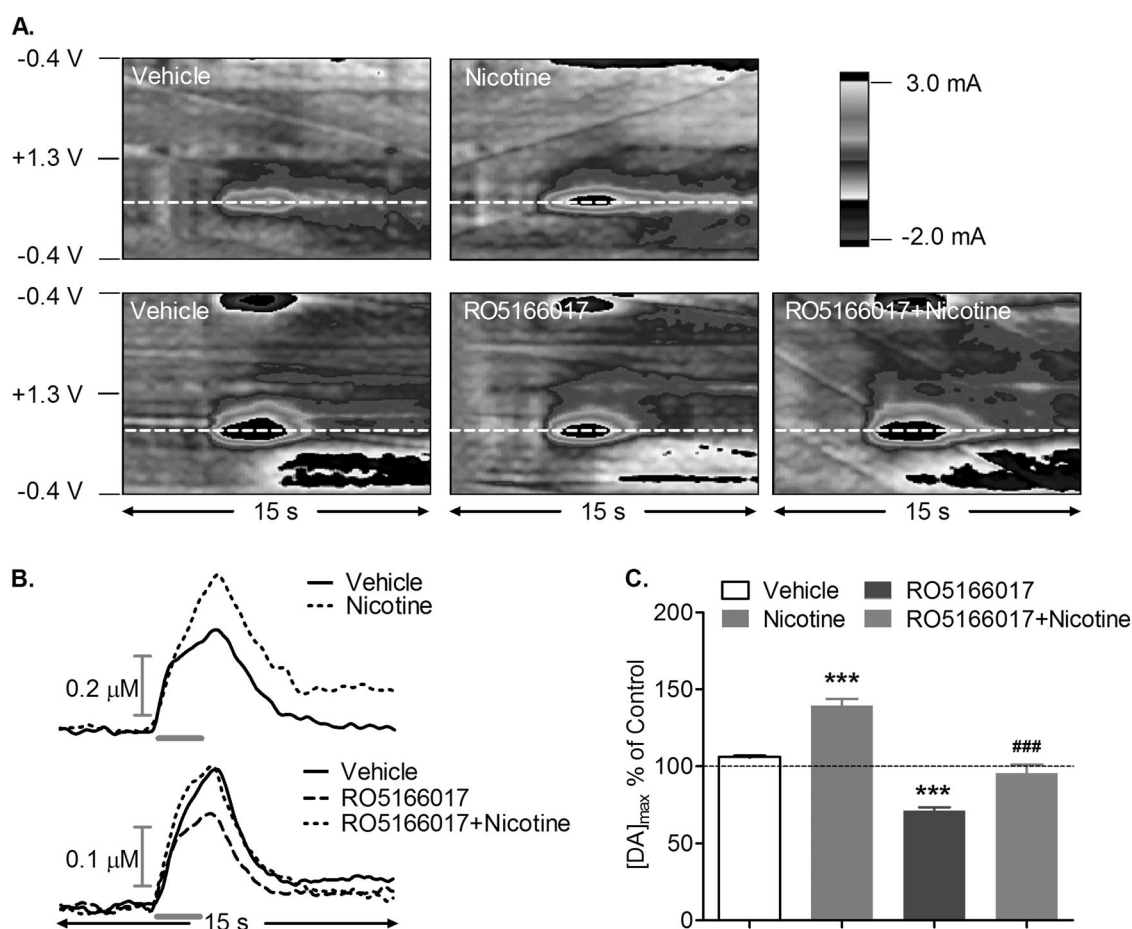 A.
-0.4 V
+1.3 V
-0.4 V
Vehicle
Nicotine
3.0 mA
-2.0 mA
-0.4 V
+1.3 V
-0.4 V
Vehicle
RO5166017
RO5166017+Nicotine
15 s
15 s
15 s
B.
Vehicle
Nicotine
0.2 μM
Vehicle
RO5166017
RO5166017+Nicotine
0.1 μM
15 s
C.
Vehicle
RO5166017
Nicotine
RO5166017+Nicotine
[DA]max % of Control
200
150
100
50
0
***
***
###